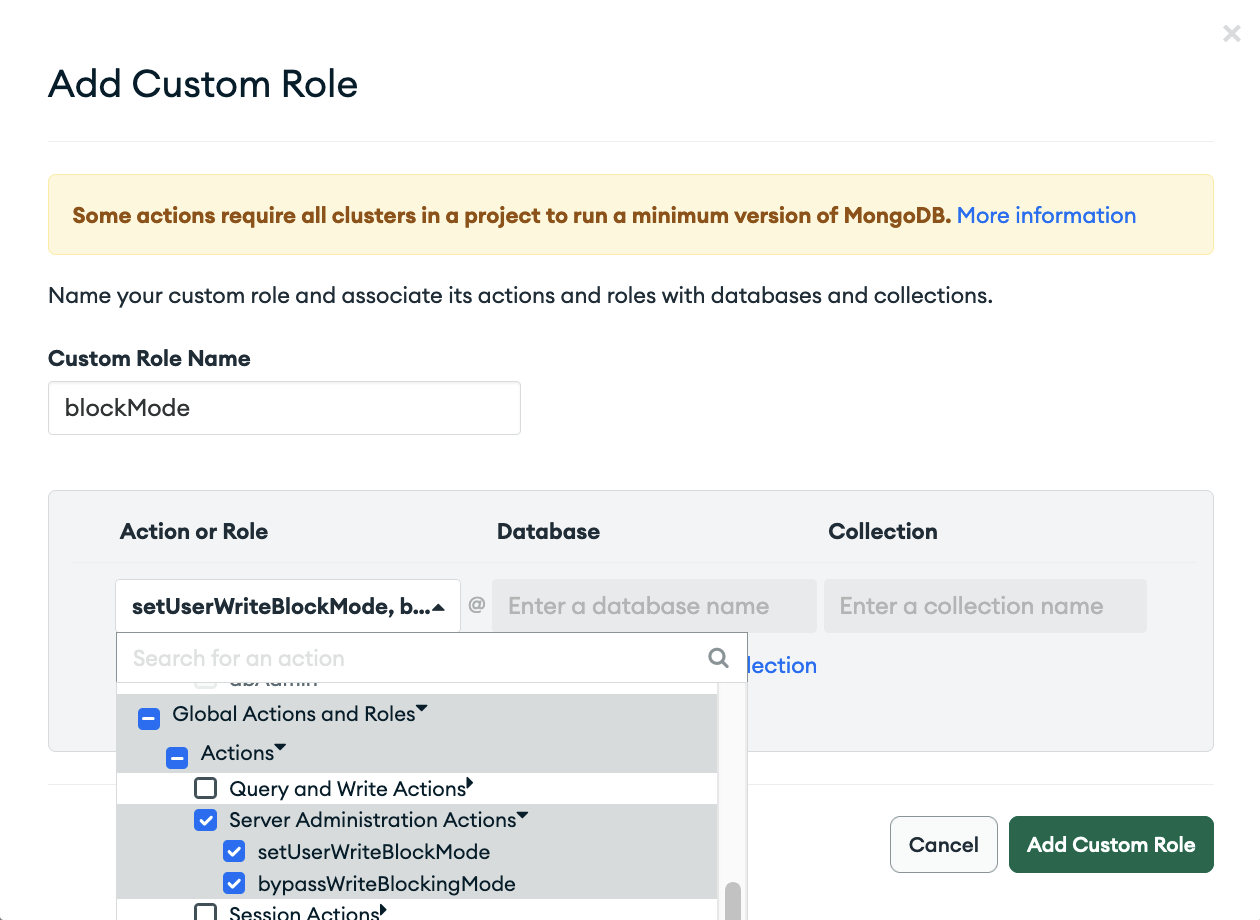 Add Custom Role
Some actions require all clusters in a project to run a minimum version of MongoDB. More information
Name your custom role and associate its actions and roles with databases and collections.
Custom Role Name
blockMode
Action or Role Database Collection
setUserWriteBlockMode, b... @ Enter a database name Enter a collection name
Search for an action lection
dbAdmin
Global Actions and Roles
Actions
Query and Write Actions
Server Administration Actions
setUserWriteBlockMode
bypassWriteBlockingMode
Session Actions
Cancel Add Custom Role